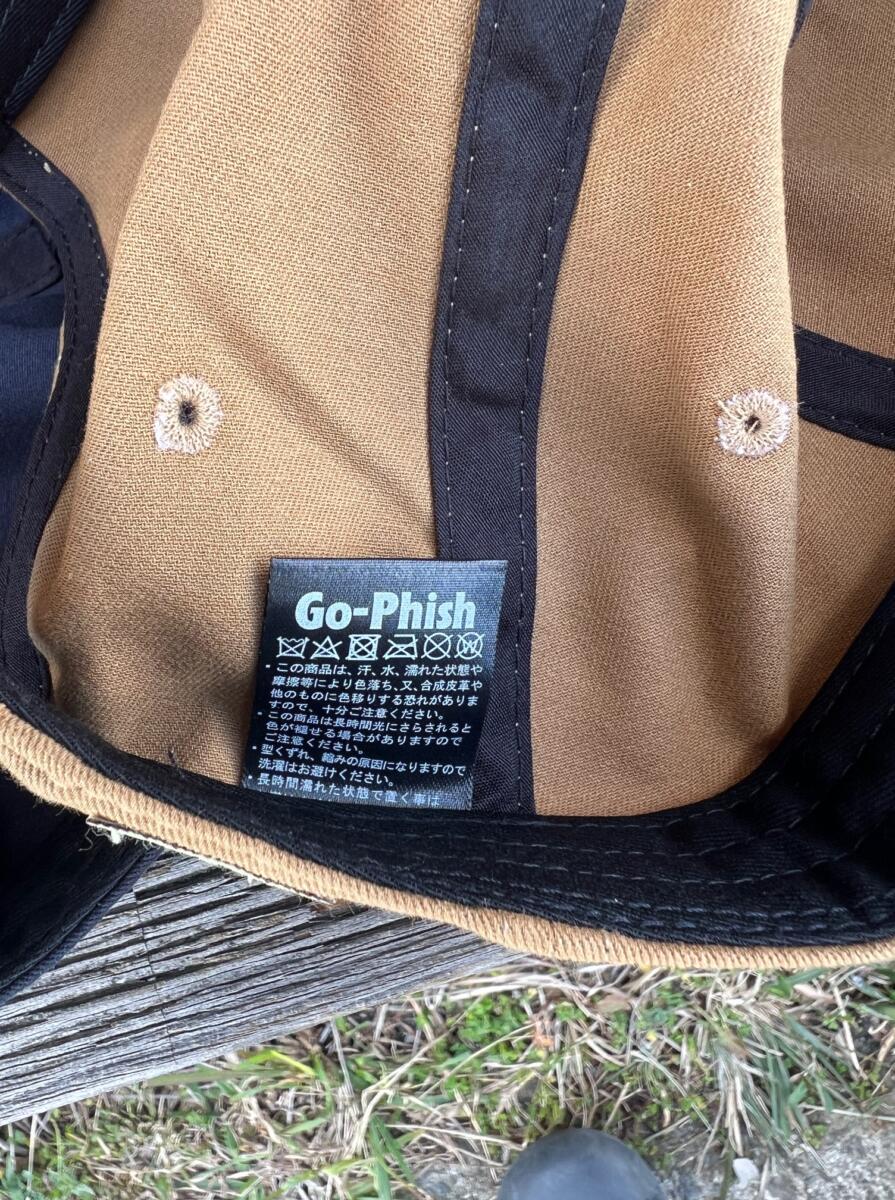 Go-Phish
W
・この商品は、汗、水、濡れた状態や
摩擦等により色落ち、又、合成皮革や
他のものに色移りする恐れがありま
すので、十分ご注意ください。
・この商品は長時間光にさらされると
色が褪せる場合がありますので
ご注意ください。
・型くずれ、縮みの原因になりますので
洗濯はお避けください。
・長時間濡れた状態で置く事は